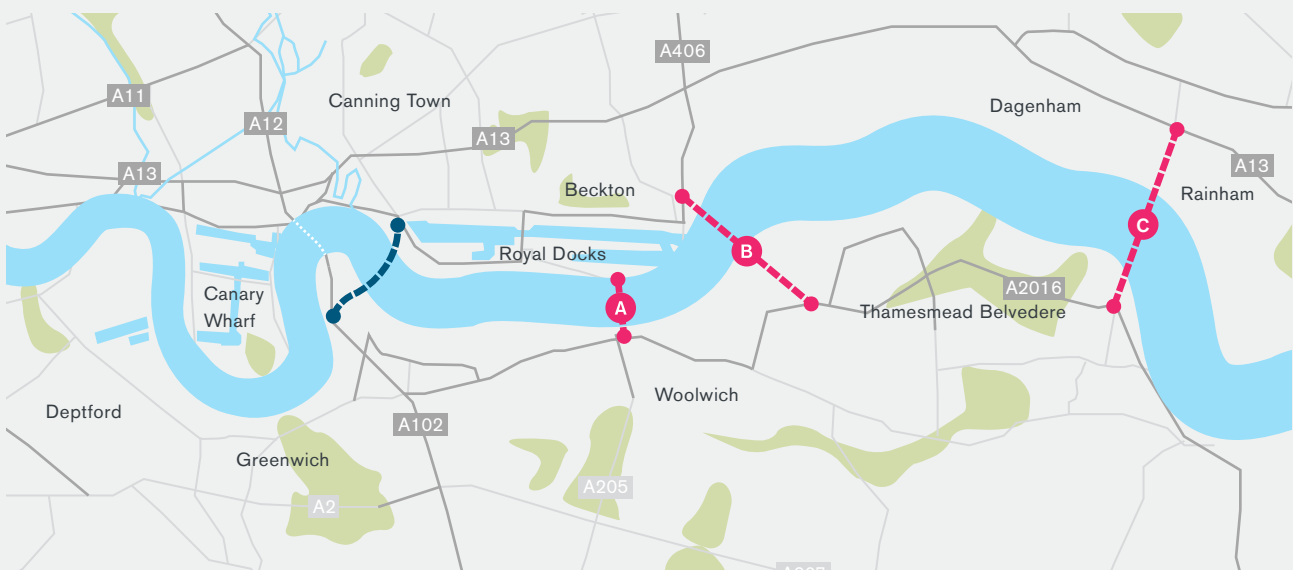 A406
A11
Canning Town
Dagenham
A12
A13
A13
A13
Beckton
Rainham
C
B
Royal Docks
Canary
Wharf
A2016
A
Thamesmead Belvedere
Woolwich
Deptford
A102
Greenwich
A205
A2